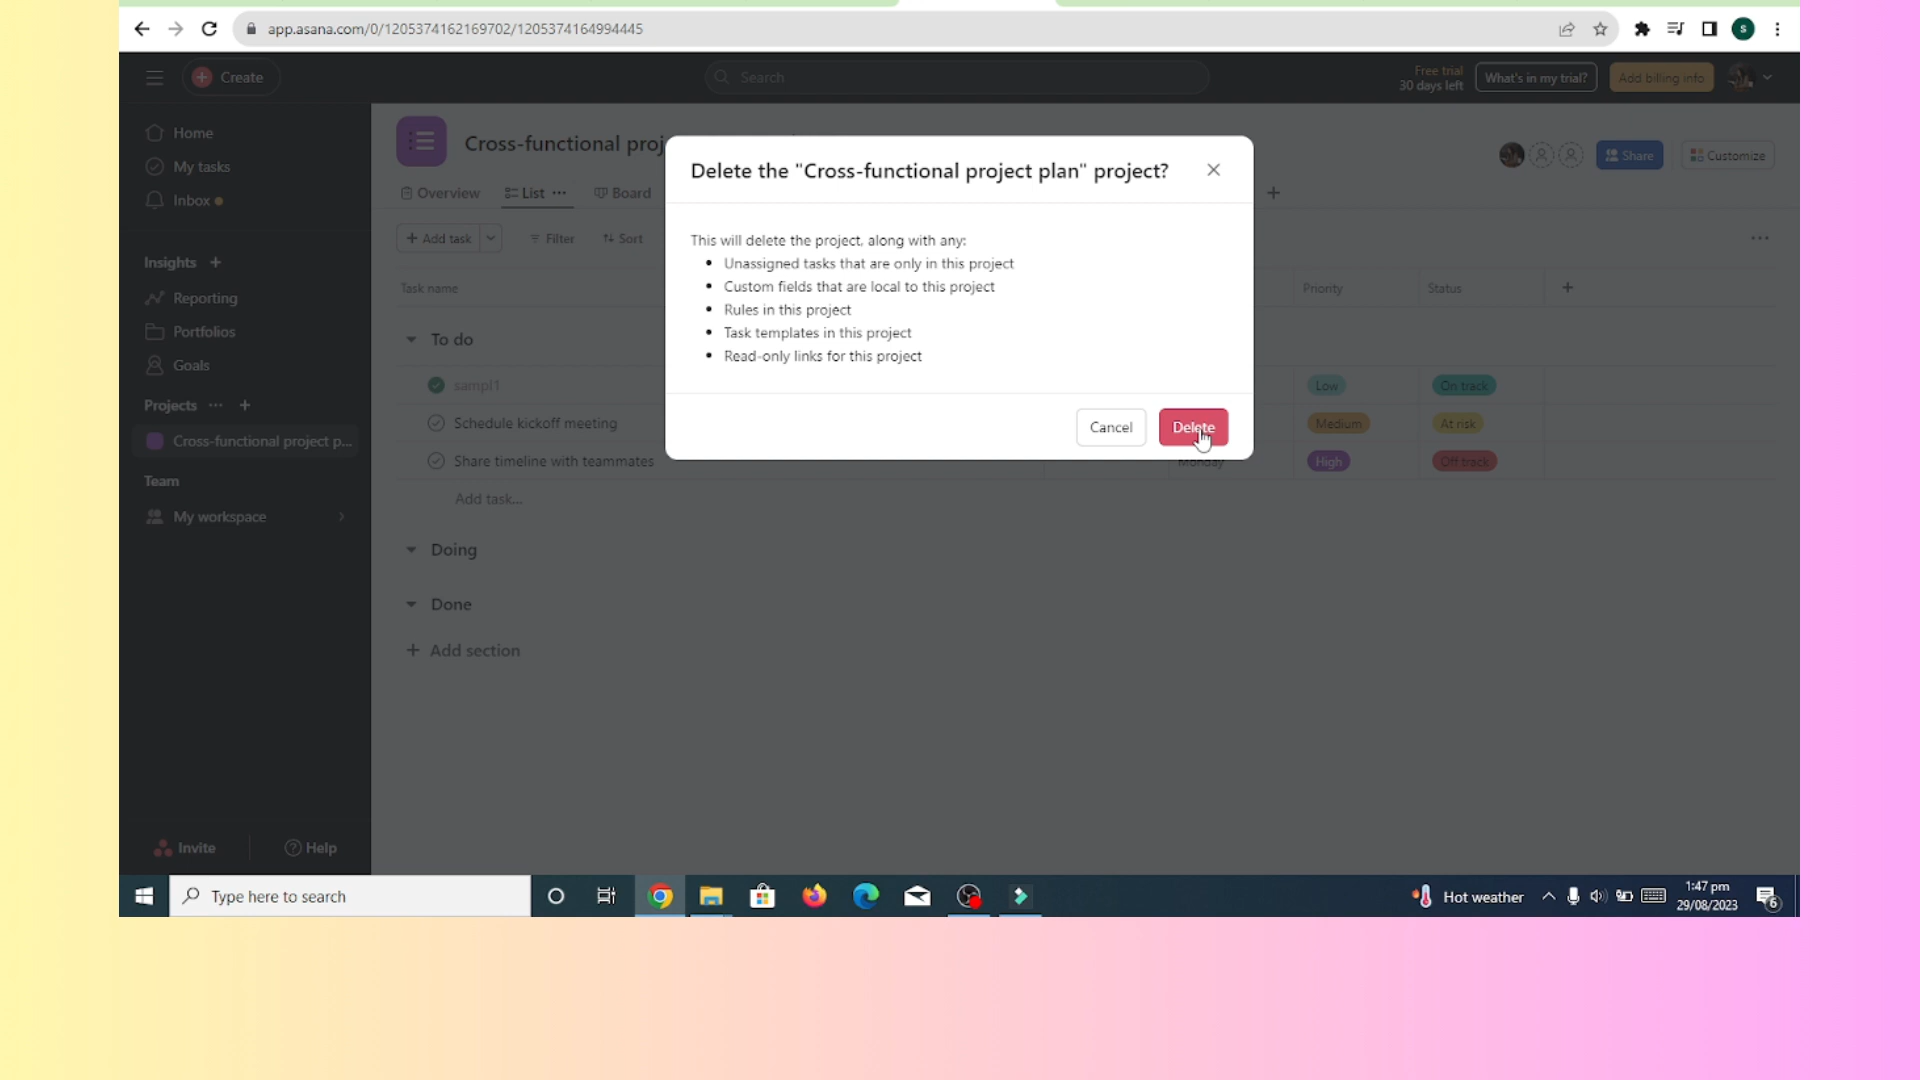 app.asana.com/0/1205374162169702/1205374164994445
S
Create
Search
Free trial
30 days left
What's in my trial?
Add billing info
Home
My tasks
Inbox
Insights
Reporting
Portfolios
Goals
Projects
Cross-functional project p...
Team
My workspace
Invite
Help
Cross-functional proj
Share
Customize
Overview
List
Board
Add task
Filter
Sort
Task name
Priority
Status
To do
sampl1
Low
On track
Schedule kickoff meeting
Medium
At risk
Share timeline with teammates
Monday
High
Off track
Add task...
Doing
Done
Add section
Delete the "Cross-functional project plan" project?
This will delete the project, along with any:
Unassigned tasks that are only in this project
Custom fields that are local to this project
Rules in this project
Task templates in this project
Read-only links for this project
Cancel
Delete
Type here to search
Hot weather
1:47 pm
29/08/2023
6